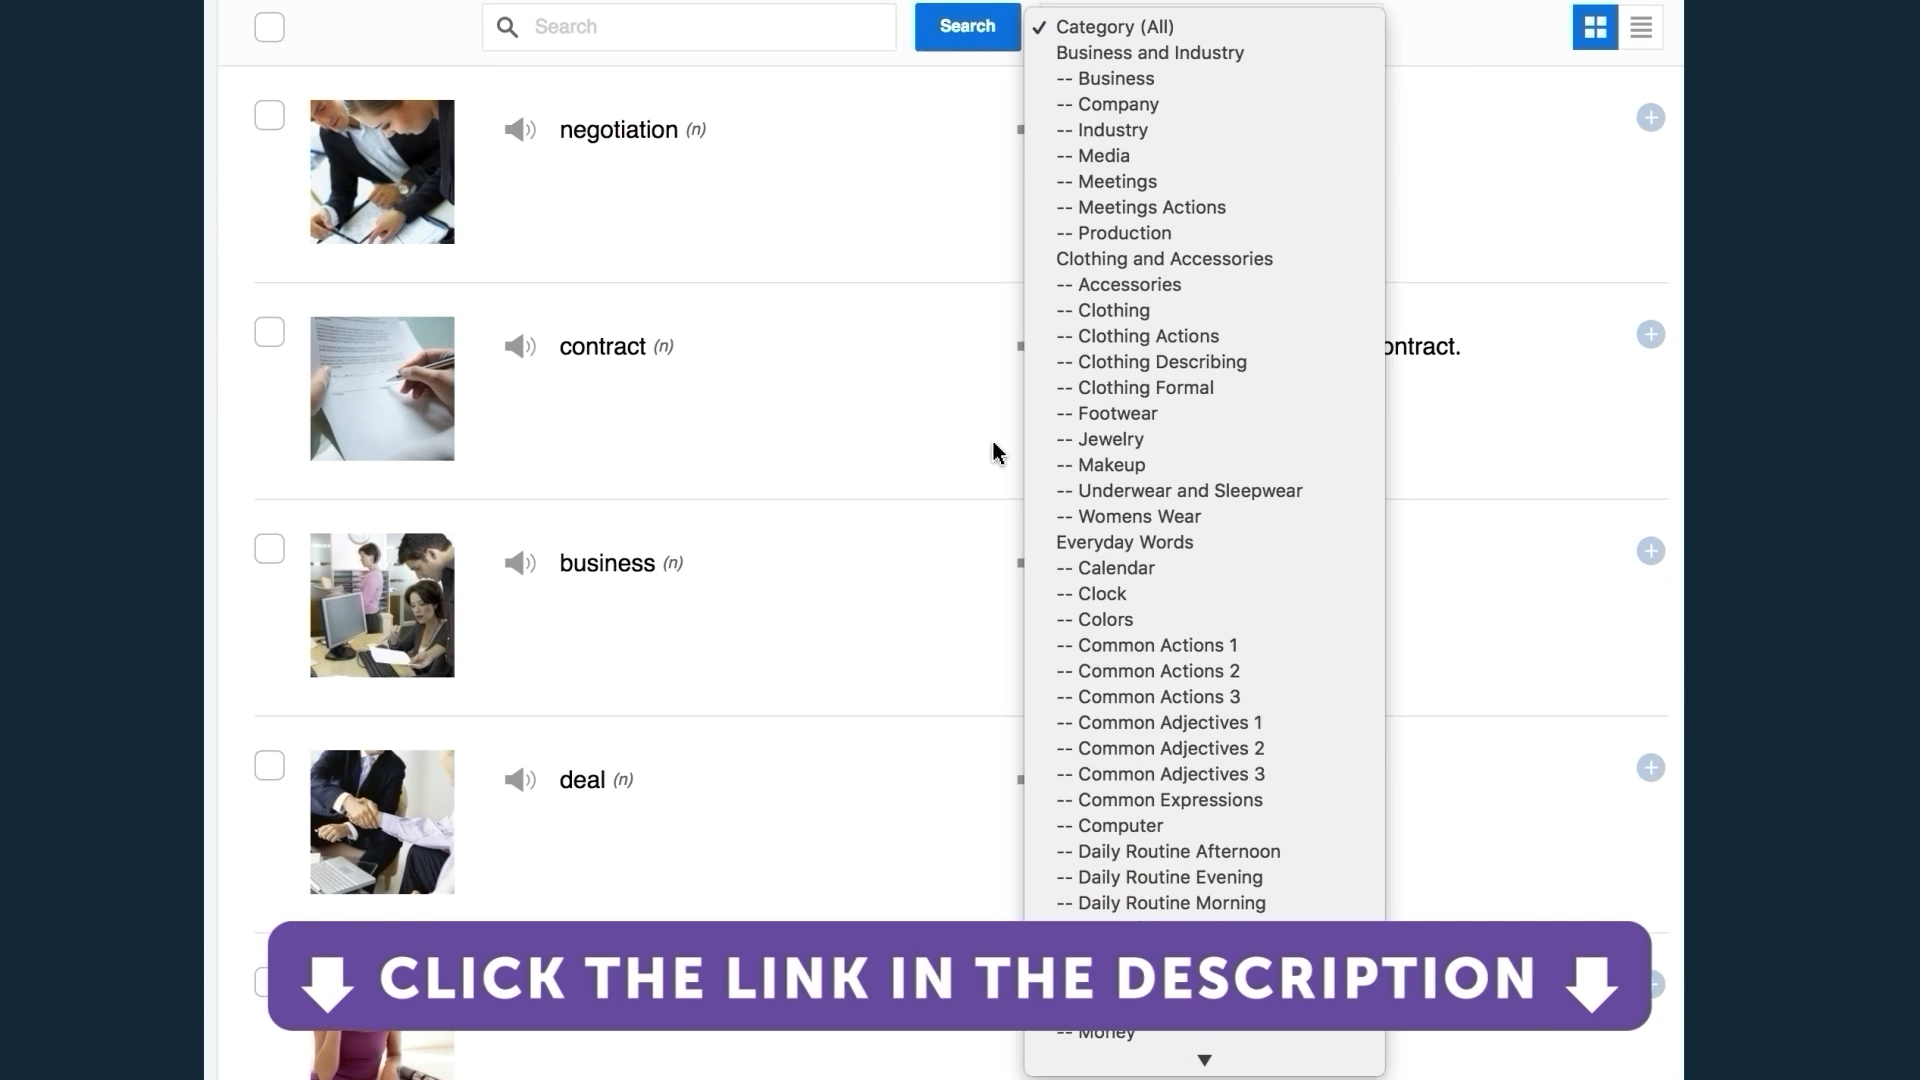 Search
Search
✓ Category (All)
Business and Industry
-- Business
-- Company
-- Industry
-- Media
-- Meetings
-- Meetings Actions
-- Production
Clothing and Accessories
-- Accessories
-- Clothing
-- Clothing Actions
-- Clothing Describing
-- Clothing Formal
-- Footwear
-- Jewelry
-- Makeup
-- Underwear and Sleepwear
-- Womens Wear
Everyday Words
-- Calendar
-- Clock
-- Colors
-- Common Actions 1
-- Common Actions 2
-- Common Actions 3
-- Common Adjectives 1
-- Common Adjectives 2
-- Common Adjectives 3
-- Common Expressions
-- Computer
-- Daily Routine Afternoon
-- Daily Routine Evening
-- Daily Routine Morning
-- Money
negotiation (n)
contract (n)
ontract.
business (n)
deal (n)
CLICK THE LINK IN THE DESCRIPTION